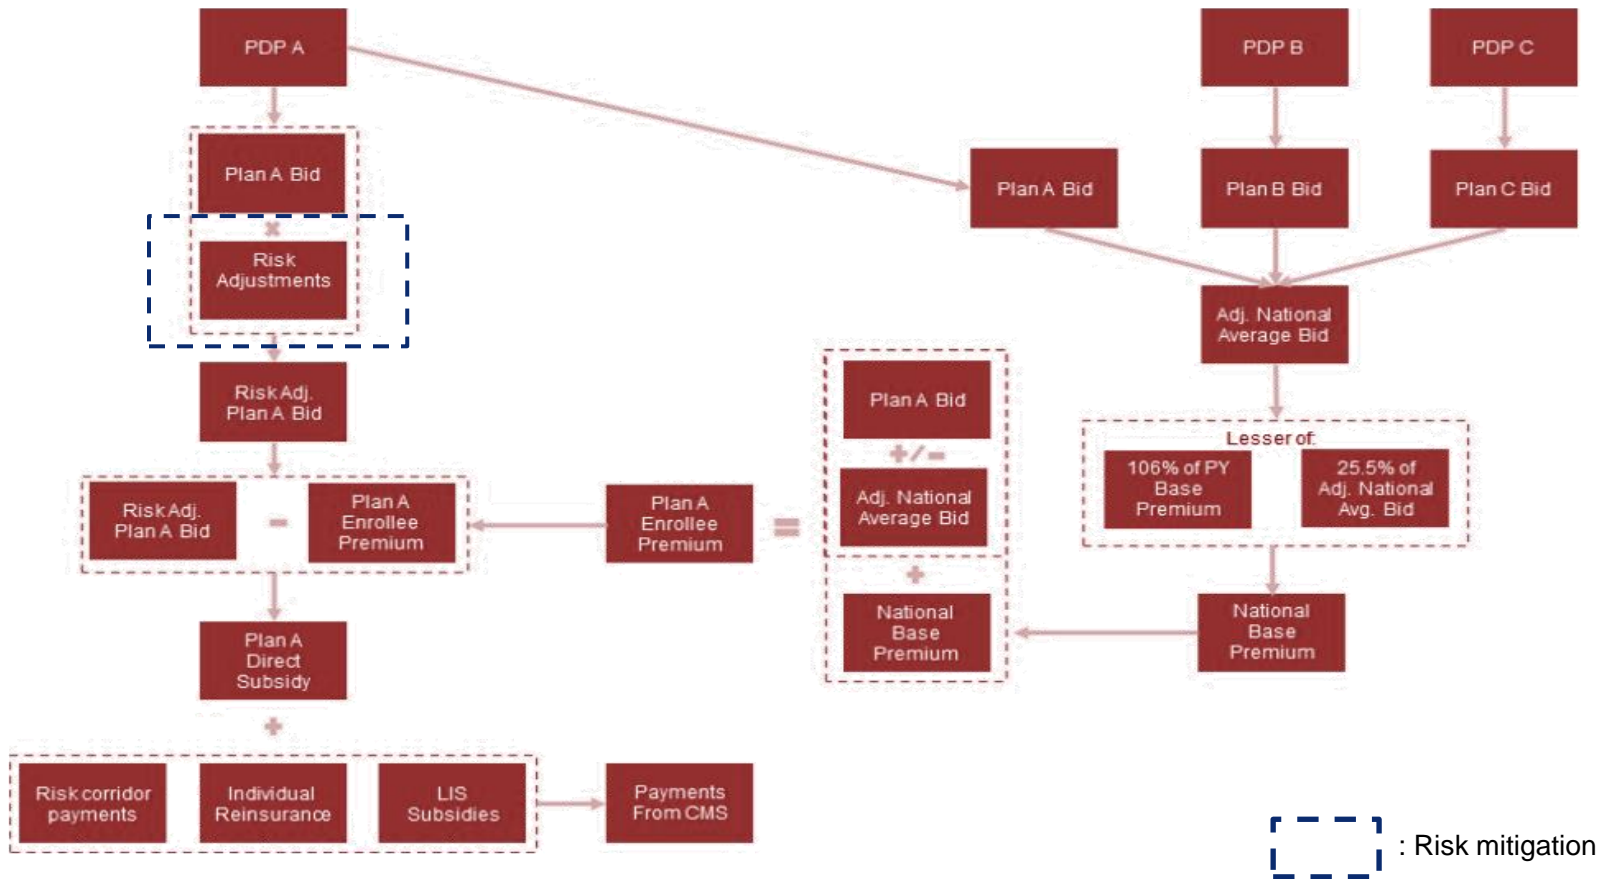 PDP A
PDP B
PDP C
Plan A Bid
×
Risk
Adjustments
Plan A Bid
Plan B Bid
Plan C Bid
Adj. National
Average Bid
Risk Adj.
Plan A Bid
Plan A Bid
+/-
Adj. National
Average Bid
+
National
Base
Premium
Lesser of:
106% of PY
Base
Premium
25.5% of
Adj. National
Avg. Bid
Risk Adj.
Plan A Bid
-
Plan A
Enrollee
Premium
Plan A
Enrollee
Premium
=
National
Base
Premium
Plan A
Direct
Subsidy
+
Risk corridor
payments
Individual
Reinsurance
LIS
Subsidies
Payments
From CMS
: Risk mitigation